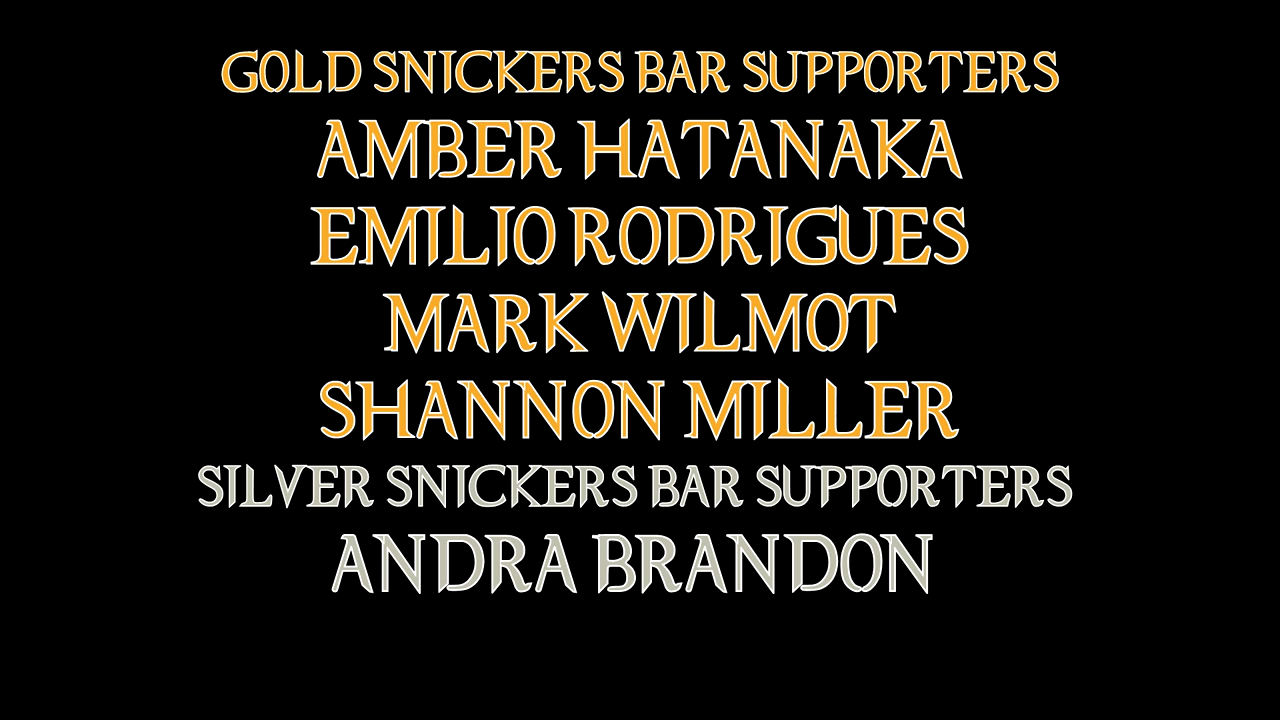 GOLD SNICKERS BAR SUPPORTERS
AMBER HATANAKA
EMILIO RODRIGUES
MARK WILMOT
SHANNON MILLER
SILVER SNICKERS BAR SUPPORTERS
ANDRA BRANDON